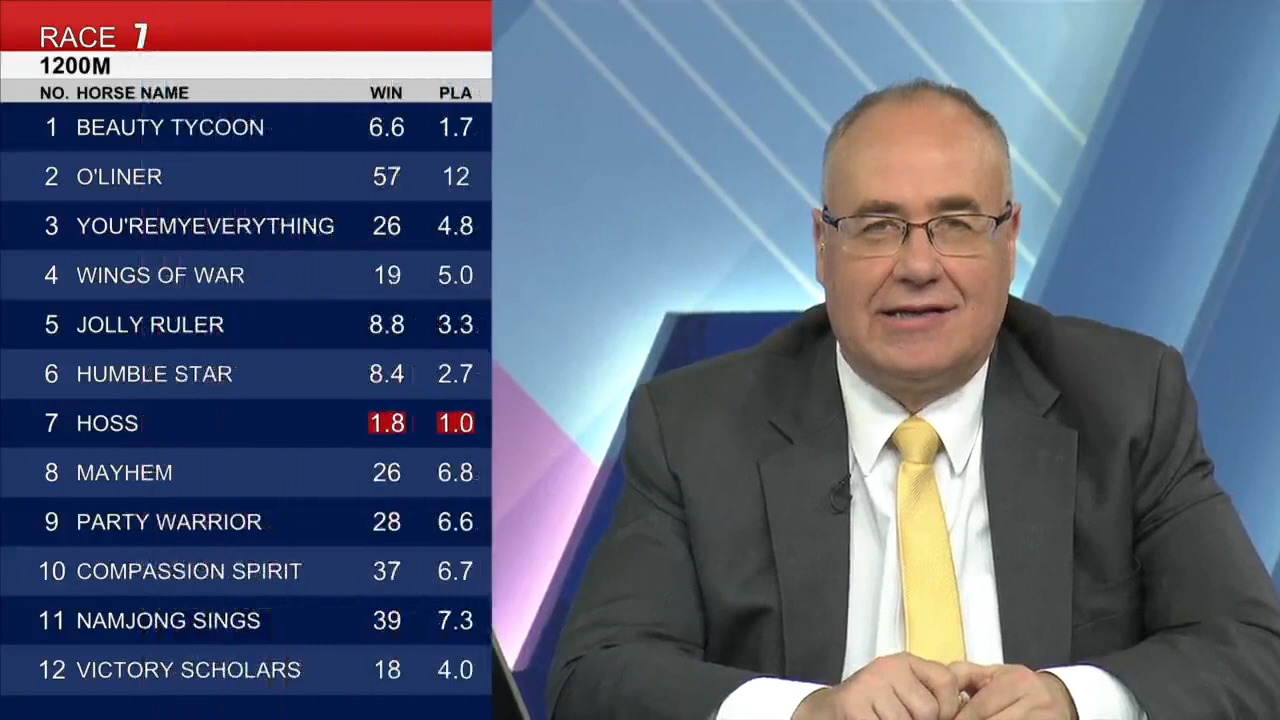 RACE 7
1200M
NO. HORSE NAME WIN PLA
1 BEAUTY TYCOON 6.6 1.7
2 O'LINER 57 12
3 YOU'REMYEVERYTHING 26 4.8
4 WINGS OF WAR 19 5.0
5 JOLLY RULER 8.8 3.3
6 HUMBLE STAR 8.4 2.7
7 HOSS 1.8 1.0
8 MAYHEM 26 6.8
9 PARTY WARRIOR 28 6.6
10 COMPASSION SPIRIT 37 6.7
11 NAMJONG SINGS 39 7.3
12 VICTORY SCHOLARS 18 4.0